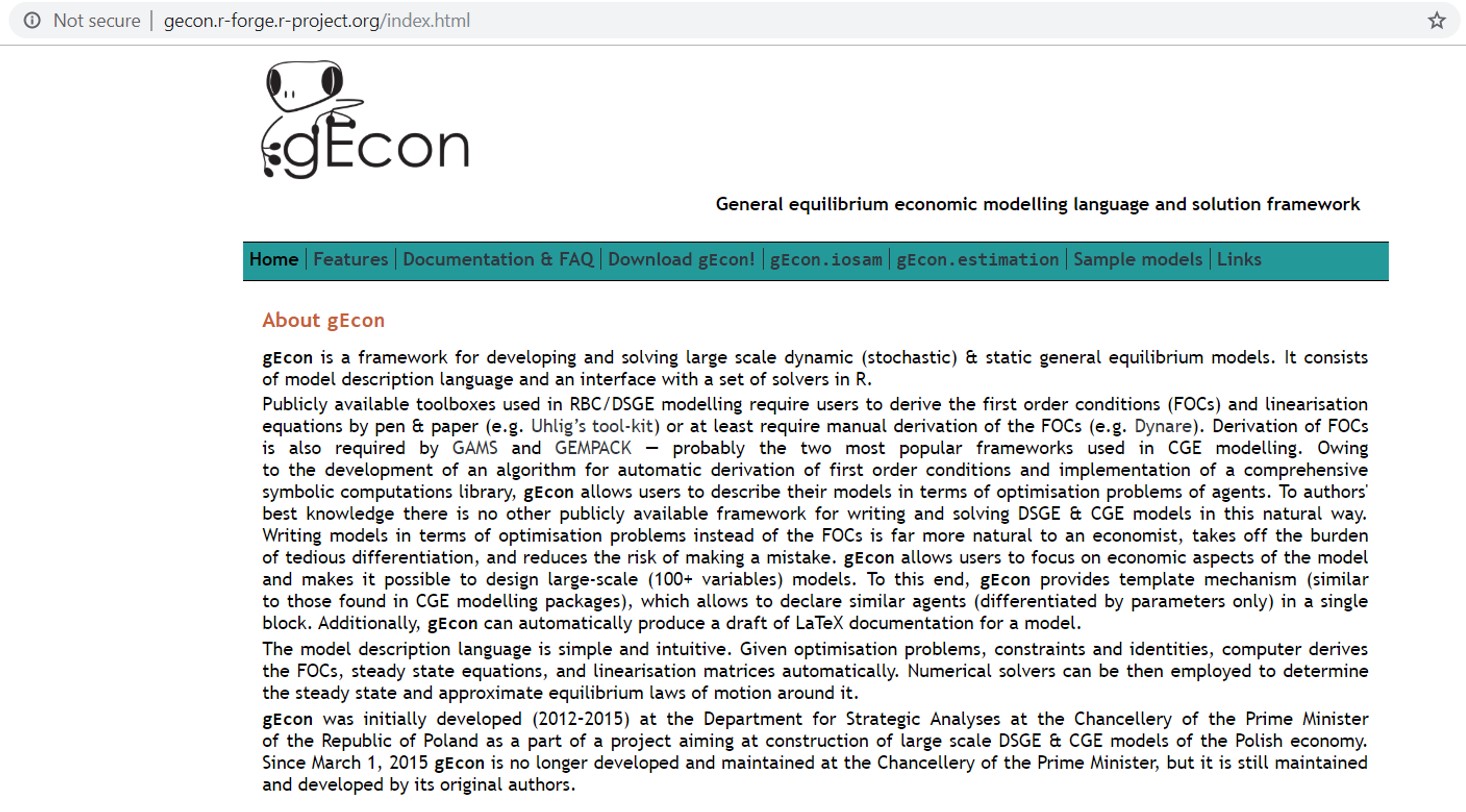 Not secure | gecon.r-forge.r-project.org/index.html
gEcon
General equilibrium economic modelling language and solution framework
Home | Features | Documentation & FAQ | Download gEcon! | gEcon.iosam | gEcon.estimation | Sample models | Links
About gEcon
gEcon is a framework for developing and solving large scale dynamic (stochastic) & static general equilibrium models. It consists
of model description language and an interface with a set of solvers in R.
Publicly available toolboxes used in RBC/DSGE modelling require users to derive the first order conditions (FOCs) and linearisation
equations by pen & paper (e.g. Uhlig's tool-kit) or at least require manual derivation of the FOCs (e.g. Dynare). Derivation of FOCs
is also required by GAMS and GEMPACK — probably the two most popular frameworks used in CGE modelling. Owing
to the development of an algorithm for automatic derivation of first order conditions and implementation of a comprehensive
symbolic computations library, gEcon allows users to describe their models in terms of optimisation problems of agents. To authors'
best knowledge there is no other publicly available framework for writing and solving DSGE & CGE models in this natural way.
Writing models in terms of optimisation problems instead of the FOCs is far more natural to an economist, takes off the burden
of tedious differentiation, and reduces the risk of making a mistake. gEcon allows users to focus on economic aspects of the model
and makes it possible to design large-scale (100+ variables) models. To this end, gEcon provides template mechanism (similar
to those found in CGE modelling packages), which allows to declare similar agents (differentiated by parameters only) in a single
block. Additionally, gEcon can automatically produce a draft of LaTeX documentation for a model.
The model description language is simple and intuitive. Given optimisation problems, constraints and identities, computer derives
the FOCs, steady state equations, and linearisation matrices automatically. Numerical solvers can be then employed to determine
the steady state and approximate equilibrium laws of motion around it.
gEcon was initially developed (2012-2015) at the Department for Strategic Analyses at the Chancellery of the Prime Minister
of the Republic of Poland as a part of a project aiming at construction of large scale DSGE & CGE models of the Polish economy.
Since March 1, 2015 gEcon is no longer developed and maintained at the Chancellery of the Prime Minister, but it is still maintained
and developed by its original authors.